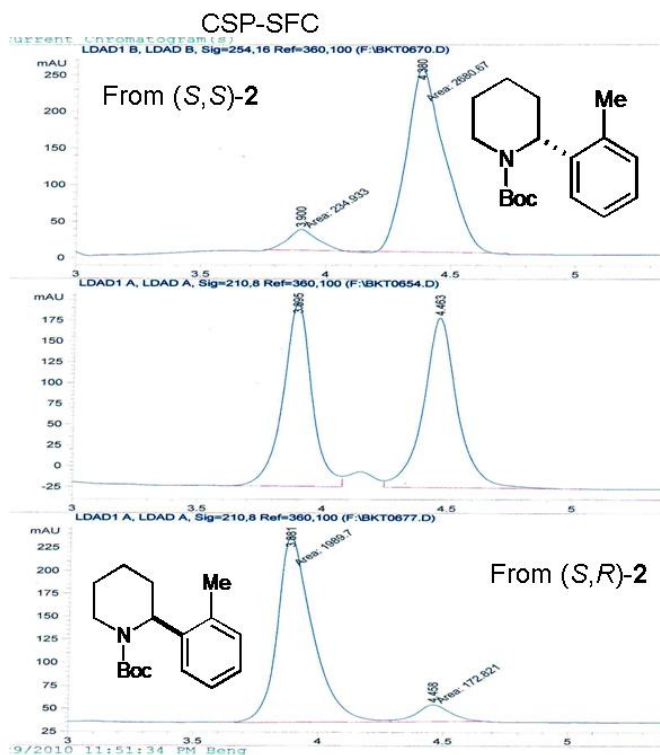 CSP-SFC
Current Chromatogram(s)
LDAD1 B, LDAD B, Sig=254,16 Ref=360,100 (F:\BKT0670.D)
mAU
250
200
150
100
50
0
From (S,S)-2
3.900
Area: 234.933
4.380
Area: 2680.67
Me
N
Boc
3 3.5 4 4.5 5
LDAD1 A, LDAD A, Sig=210,8 Ref=360,100 (F:\BKT0654.D)
mAU
175
150
125
100
75
50
25
0
-25
3.895
4.463
3 3.5 4 4.5 5
LDAD1 A, LDAD A, Sig=210,8 Ref=360,100 (F:\BKT0677.D)
mAU
225
200
175
150
125
100
75
50
25
3.881
Area: 1989.7
4.458
Area: 172.821
From (S,R)-2
Me
N
Boc
3 3.5 4 4.5 5
9/2010 11:51:34 PM Beng